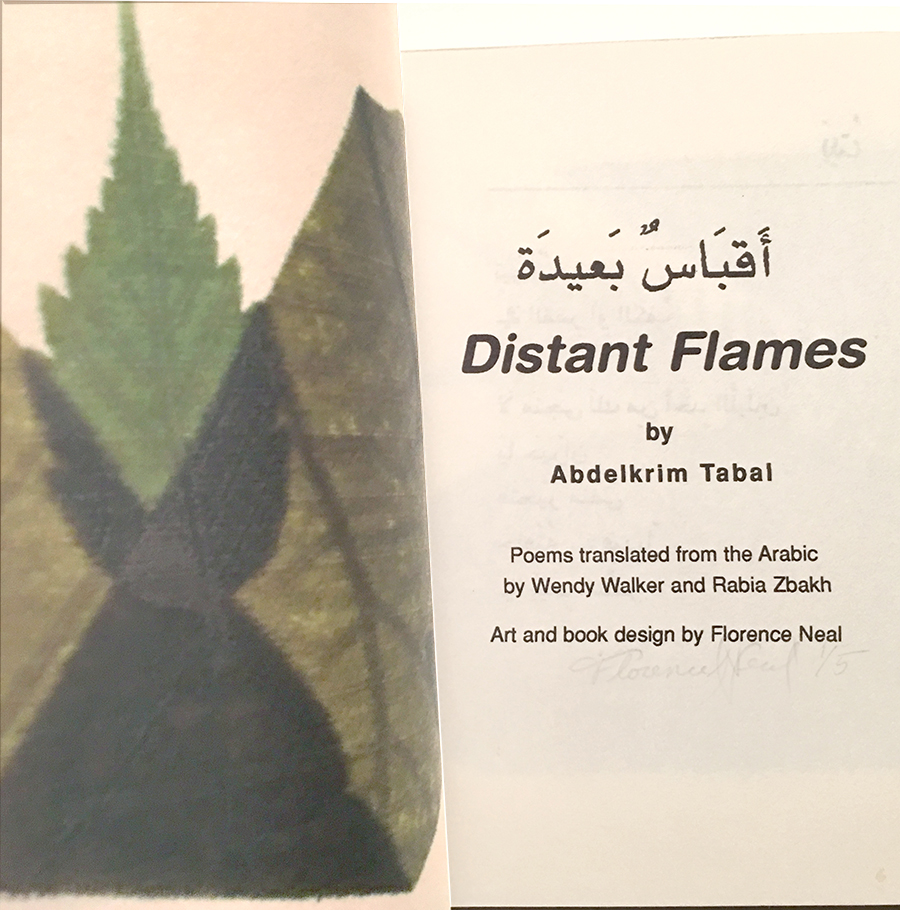 أَقبَاسٌ بَعيدَة
Distant Flames
by
Abdelkrim Tabal
Poems translated from the Arabic
by Wendy Walker and Rabia Zbakh
Art and book design by Florence Neal
Florence Neal 1/5